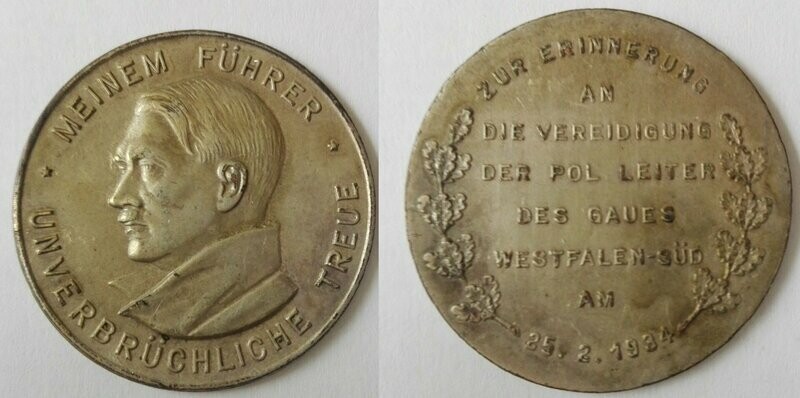 MEINEM FÜHRER
UNVERBRÜCHLICHE TREUE
ZUR ERINNERUNG
AN
DIE VEREIDIGUNG
DER POL LEITER
DES GAUES
WESTFALEN-SÜD
AM
25. 2. 1934